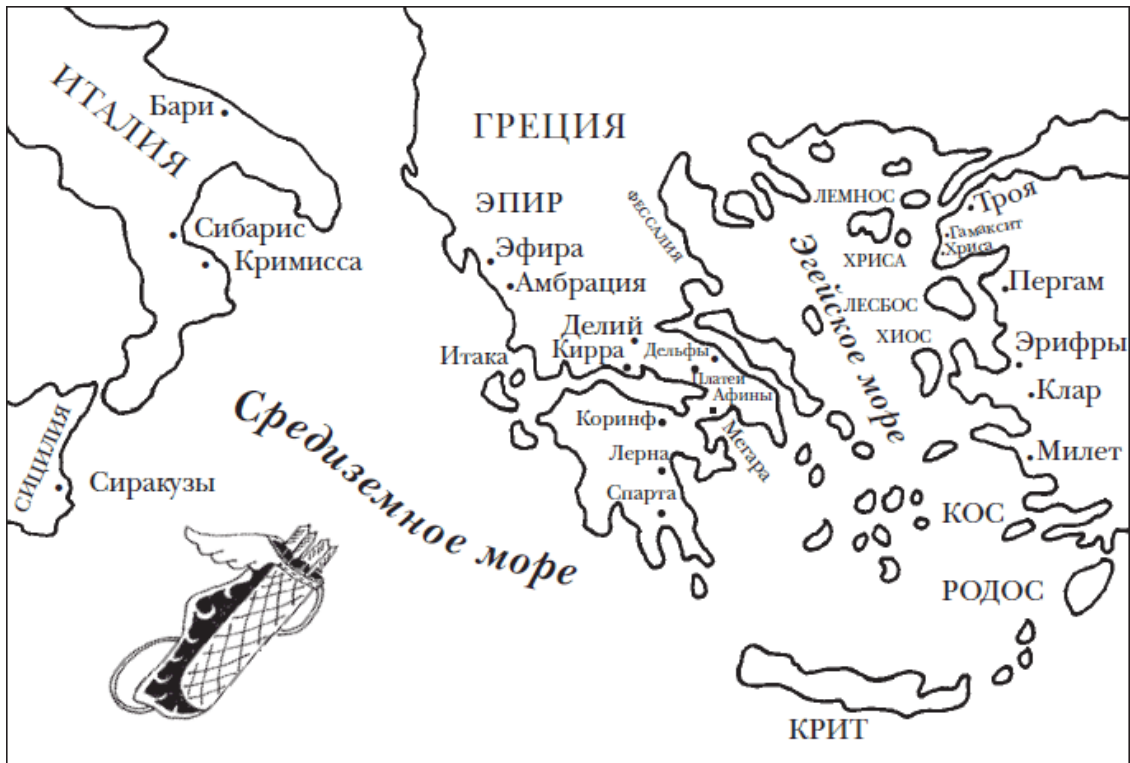 ИТАЛИЯ
Бари
ГРЕЦИЯ
ЭПИР
ФЕССАЛИЯ
ЛЕМНОС
Троя
Гамаксит
Хриса
Сибарис
Эфира
Кримисса
Амбрация
Эгейское море
ХРИСА
Пергам
ЛЕСБОС
Делий
ХИОС
Итака
Кирра
Дельфы
Эрифры
Платеи
Афины
Клар
Средиземное море
Коринф
Мегара
Лерна
Милет
СИЦИЛИЯ
Сиракузы
Спарта
КОС
РОДОС
КРИТ